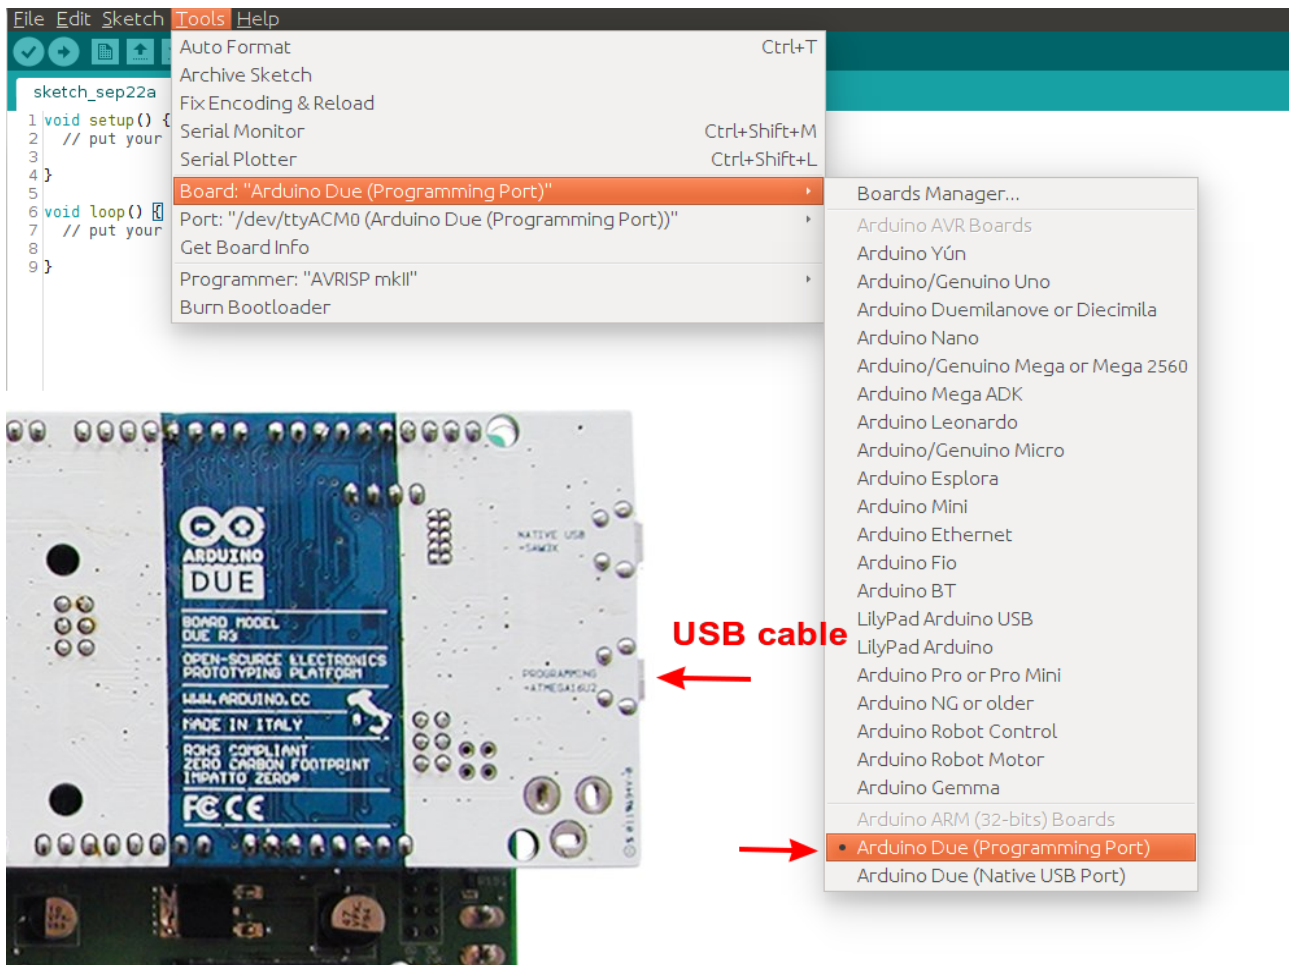 File Edit Sketch Tools Help
sketch_sep22a
1 void setup() {
2 // put your
3
4 }
5
6 void loop() {
7 // put your
8
9 }
Auto Format Ctrl+T
Archive Sketch
Fix Encoding & Reload
Serial Monitor Ctrl+Shift+M
Serial Plotter Ctrl+Shift+L
Board: "Arduino Due (Programming Port)"
Port: "/dev/ttyACM0 (Arduino Due (Programming Port))"
Get Board Info
Programmer: "AVRISP mkII"
Burn Bootloader
Boards Manager...
Arduino AVR Boards
Arduino Yún
Arduino/Genuino Uno
Arduino Duemilanove or Diecimila
Arduino Nano
Arduino/Genuino Mega or Mega 2560
Arduino Mega ADK
Arduino Leonardo
Arduino/Genuino Micro
Arduino Esplora
Arduino Mini
Arduino Ethernet
Arduino Fio
Arduino BT
LilyPad Arduino USB
LilyPad Arduino
Arduino Pro or Pro Mini
Arduino NG or older
Arduino Robot Control
Arduino Robot Motor
Arduino Gemma
Arduino ARM (32-bits) Boards
Arduino Due (Programming Port)
Arduino Due (Native USB Port)
ARDUINO
DUE
BOARD MODEL
DUE R3
OPEN-SOURCE ELECTRONICS
PROTOTYPING PLATFORM
WWW.ARDUINO.CC
MADE IN ITALY
ROHS COMPLIANT
ZERO CARBON FOOTPRINT
IMPATTO ZERO®
FC CE
NATIVE USB
-SAM3X
PROGRAMMING
-ATMEGA16U2
USB cable